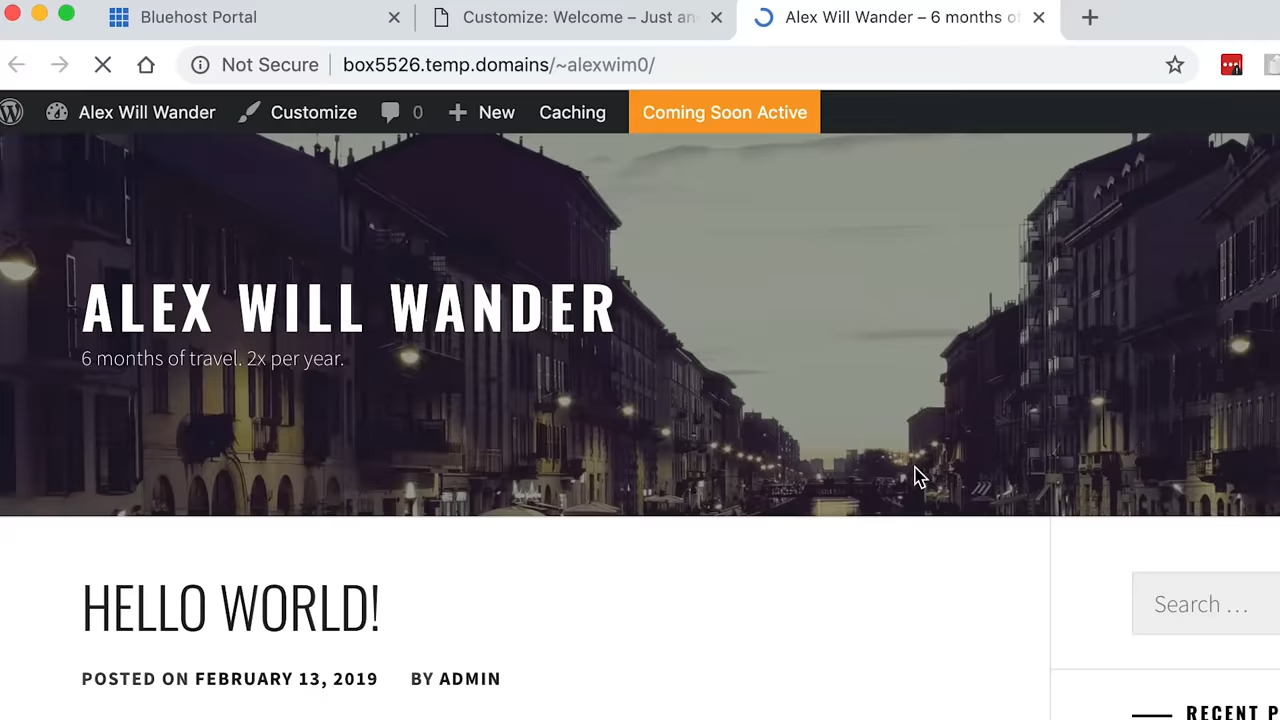 Bluehost Portal
Customize: Welcome – Just an
Alex Will Wander – 6 months of
Not Secure
box5526.temp.domains/~alexwim0/
Alex Will Wander
Customize
0
New
Caching
Coming Soon Active
ALEX WILL WANDER
6 months of travel. 2x per year.
HELLO WORLD!
POSTED ON FEBRUARY 13, 2019 BY ADMIN
Search ...
RECENT P